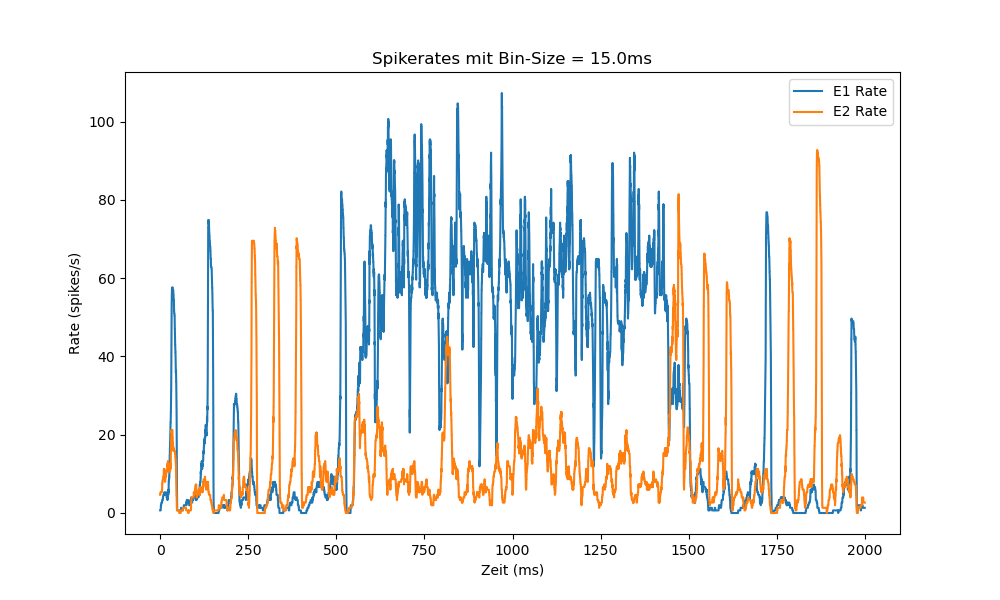 Spikerates mit Bin-Size = 15.0ms
E1 Rate
E2 Rate
100
80
60
40
20
0
Rate (spikes/s)
0 250 500 750 1000 1250 1500 1750 2000
Zeit (ms)